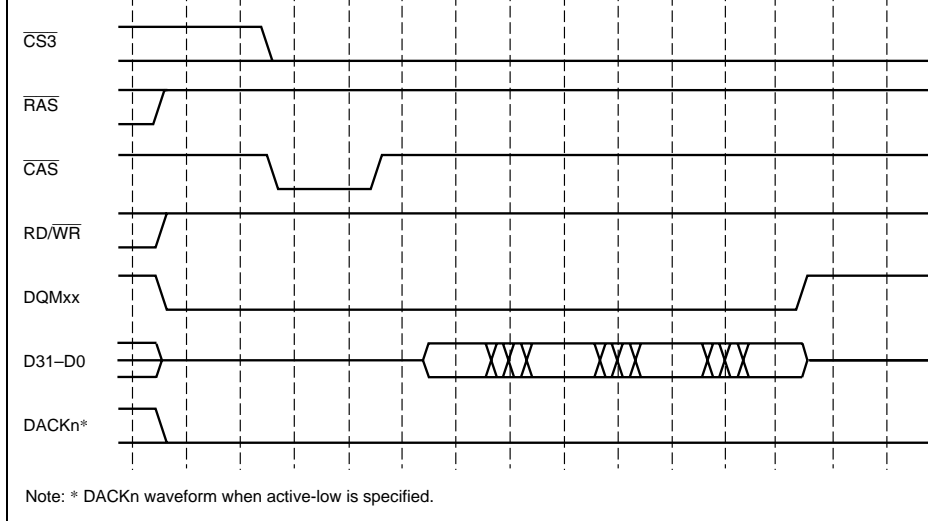 CS3
RAS
CAS
RD/WR
DQMxx
D31–D0
DACKn*
Note: * DACKn waveform when active-low is specified.